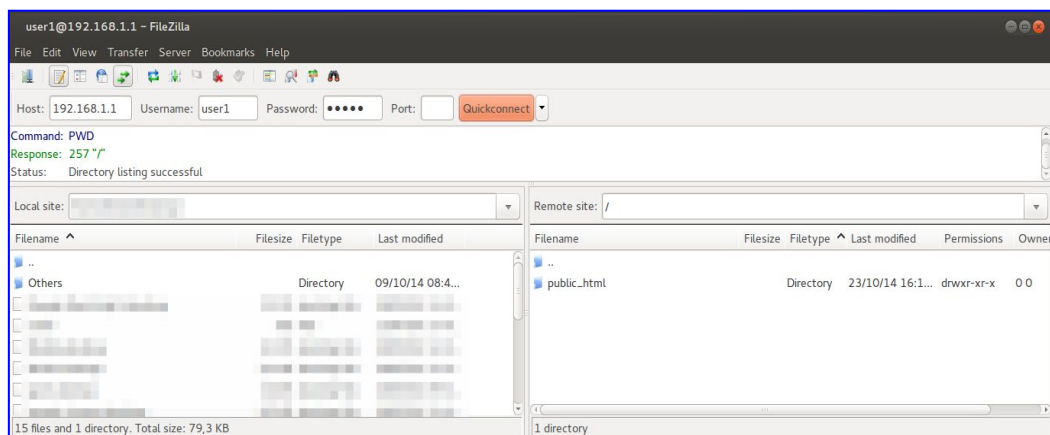 user1@192.168.1.1 - FileZilla
File Edit View Transfer Server Bookmarks Help
Host: 192.168.1.1 Username: user1 Password: ●●●●● Port: Quickconnect
Command: PWD
Response: 257 "/"
Status: Directory listing successful
Local site:
Remote site: /
Filename Filesize Filetype Last modified
..
Others Directory 09/10/14 08:4...
15 files and 1 directory. Total size: 79,3 KB
Filename Filesize Filetype Last modified Permissions Owner
..
public_html Directory 23/10/14 16:1... drwxr-xr-x 0 0
1 directory